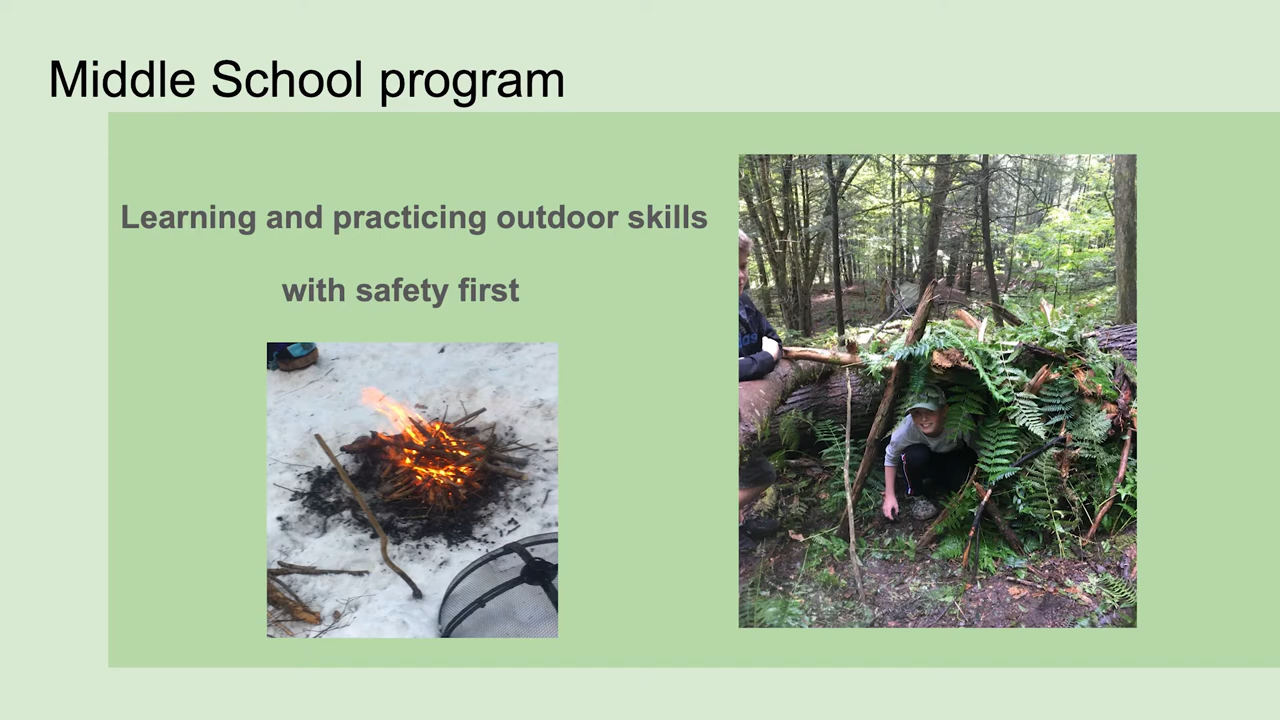 Middle School program
Learning and practicing outdoor skills
with safety first